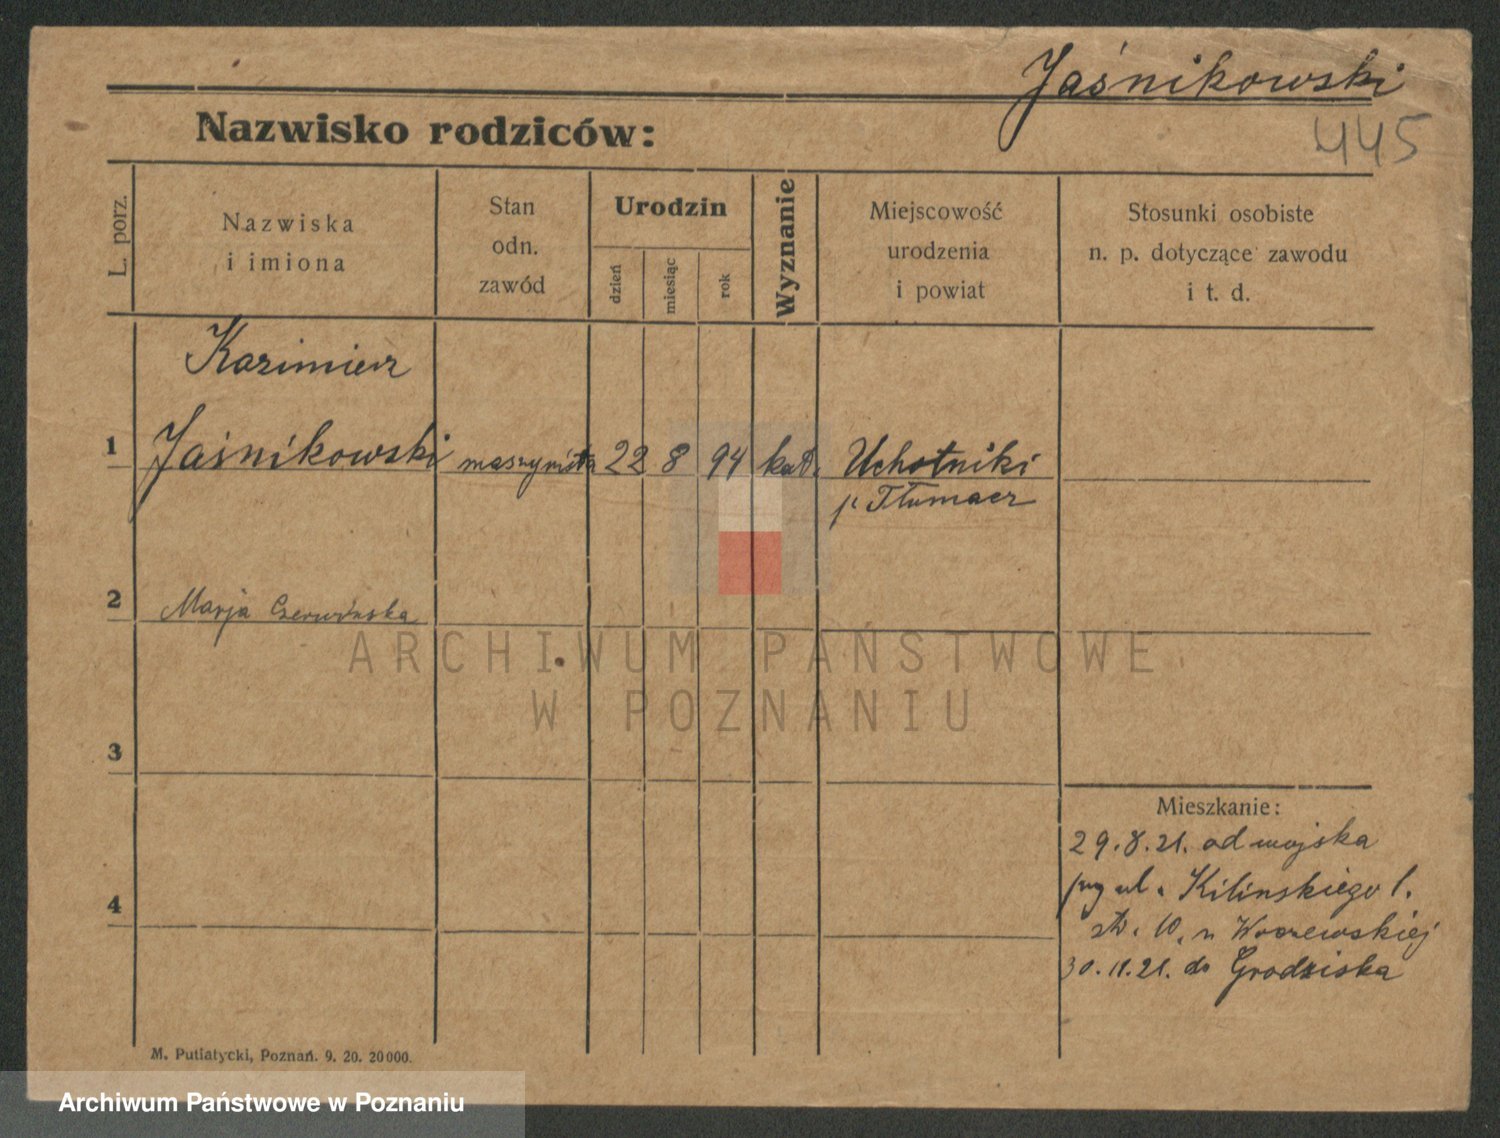 Jaśnikowski
445
Nazwisko rodziców:
L. porz.
Nazwiska
i imiona
Stan
odn.
zawód
Urodzin
dzień
miesiąc
rok
Wyznanie
Miejscowość
urodzenia
i powiat
Stosunki osobiste
n. p. dotyczące zawodu
i t. d.
Kazimierz
1 Jaśnikowski maszynista 22 8 94 kat. Uchotniki
p Tłumacz
2 Marja Czerwińska
ARCHIWUM PAŃSTWOWE
W POZNANIU
3
Mieszkanie:
29.8.21. od wojska
ul. Kilińskiego l.
10.
4
30.11.21. do Grodziska
M. Putiatycki, Poznań. 9. 20. 20000.
Archiwum Państwowe w Poznaniu